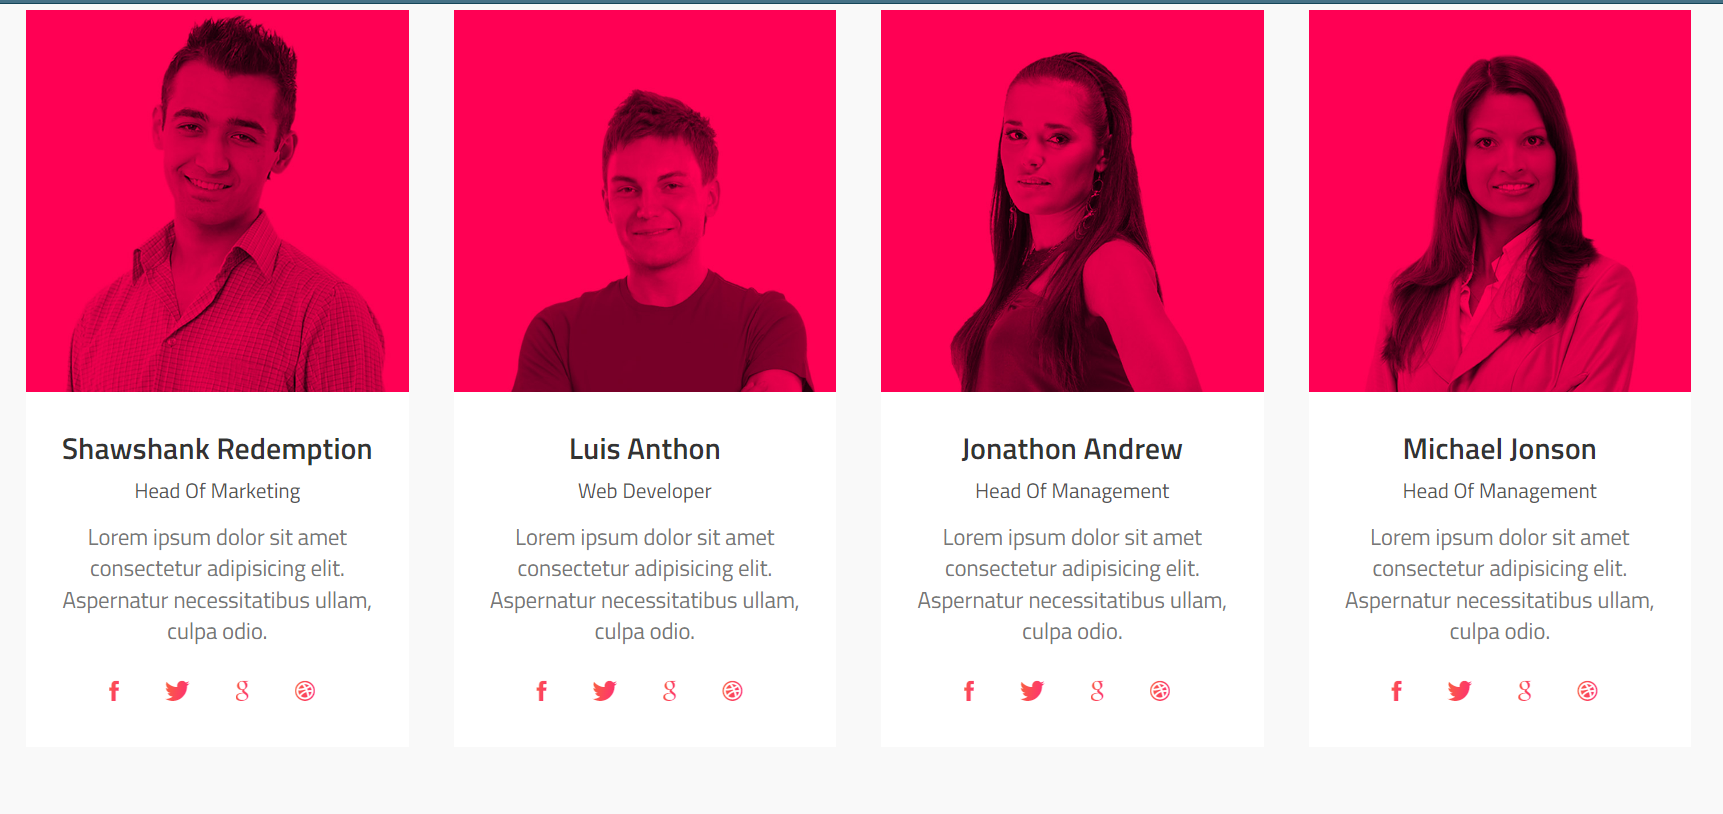 Shawshank Redemption
Head Of Marketing
Lorem ipsum dolor sit amet
consectetur adipisicing elit.
Aspernatur necessitatibus ullam,
culpa odio.
Luis Anthon
Web Developer
Lorem ipsum dolor sit amet
consectetur adipisicing elit.
Aspernatur necessitatibus ullam,
culpa odio.
Jonathon Andrew
Head Of Management
Lorem ipsum dolor sit amet
consectetur adipisicing elit.
Aspernatur necessitatibus ullam,
culpa odio.
Michael Jonson
Head Of Management
Lorem ipsum dolor sit amet
consectetur adipisicing elit.
Aspernatur necessitatibus ullam,
culpa odio.